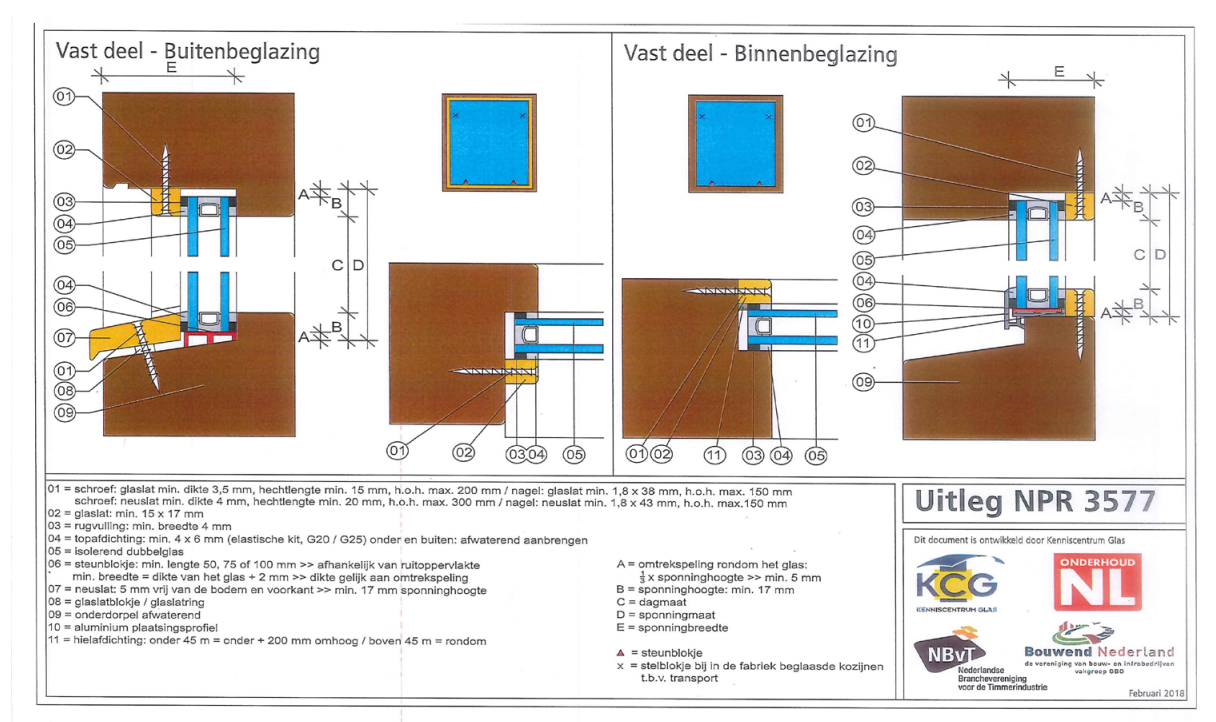 Vast deel - Buitenbeglazing
E
01
02
03
04
05
A
B
C
D
04
06
07
B
A
01
08
09
01
02
03
04
05
Vast deel - Binnenbeglazing
E
01
02
03
04
05
A
B
C
D
04
06
10
11
B
A
09
01
02
11
03
04
05
01 = schroef: glaslat min. dikte 3,5 mm, hechtlengte min. 15 mm, h.o.h. max. 200 mm / nagel: glaslat min. 1,8 x 38 mm, h.o.h. max. 150 mm
schroef: neuslat min. dikte 4 mm, hechtlengte min. 20 mm, h.o.h. max. 300 mm / nagel: neuslat min. 1,8 x 43 mm, h.o.h. max.150 mm
02 = glaslat: min. 15 x 17 mm
03 = rugvulling: min. breedte 4 mm
04 = topafdichting: min. 4 x 6 mm (elastische kit, G20 / G25) onder en buiten: afwaterend aanbrengen
05 = isolerend dubbelglas
06 = steunblokje: min. lengte 50, 75 of 100 mm >> afhankelijk van ruitoppervlakte
min. breedte = dikte van het glas + 2 mm >> dikte gelijk aan omtrekspeling
07 = neuslat: 5 mm vrij van de bodem en voorkant >> min. 17 mm sponninghoogte
08 = glaslatblokje / glaslatring
09 = onderdorpel afwaterend
10 = aluminium plaatsingsprofiel
11 = hielafdichting: onder 45 m = onder + 200 mm omhoog / boven 45 m = rondom
A = omtrekspeling rondom het glas:
1/3 x sponninghoogte >> min. 5 mm
B = sponninghoogte: min. 17 mm
C = dagmaat
D = sponningmaat
E = sponningbreedte
▲ = steunblokje
x = stelblokje bij in de fabriek beglaasde kozijnen
t.b.v. transport
Uitleg NPR 3577
Dit document is ontwikkeld door Kenniscentrum Glas
KCG
KENNISCENTRUM GLAS
ONDERHOUD
NL
NBvT
Nederlandse
Branchevereniging
voor de Timmerindustrie
Bouwend Nederland
de vereniging van bouw- en infrabedrijven
vakgroep GBO
Februari 2018